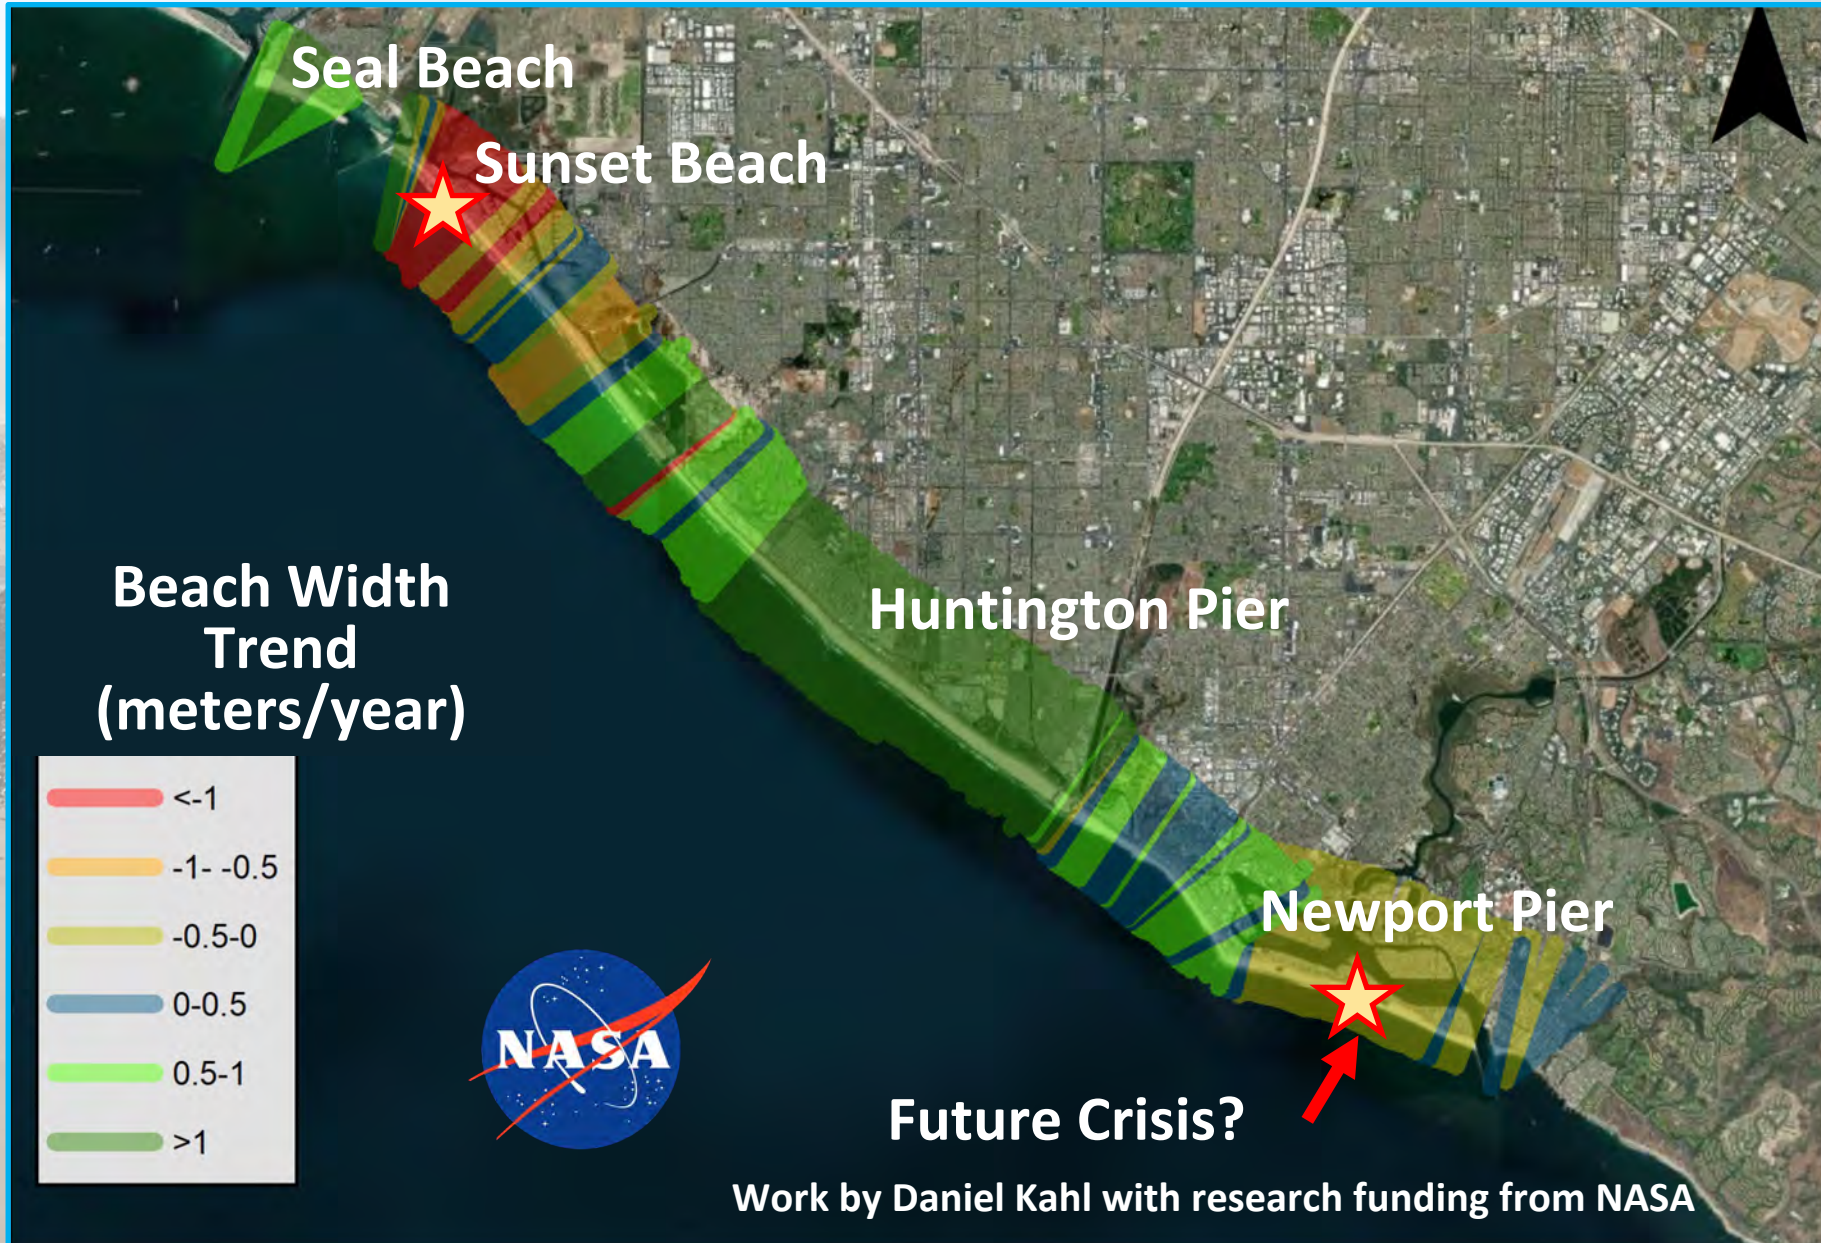 Seal Beach
Sunset Beach
Huntington Pier
Beach Width
Trend
(meters/year)
<-1
-1- -0.5
-0.5-0
0-0.5
0.5-1
>1
NASA
Newport Pier
Future Crisis?
Work by Daniel Kahl with research funding from NASA